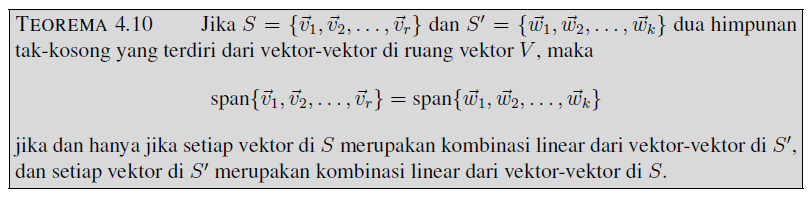 TEOREMA 4.10 Jika S = {v⃗₁, v⃗₂, . . . , v⃗ᵣ} dan S′ = {w⃗₁, w⃗₂, . . . , w⃗ₖ} dua himpunan
tak-kosong yang terdiri dari vektor-vektor di ruang vektor V, maka
span{v⃗₁, v⃗₂, . . . , v⃗ᵣ} = span{w⃗₁, w⃗₂, . . . , w⃗ₖ}
jika dan hanya jika setiap vektor di S merupakan kombinasi linear dari vektor-vektor di S′,
dan setiap vektor di S′ merupakan kombinasi linear dari vektor-vektor di S.